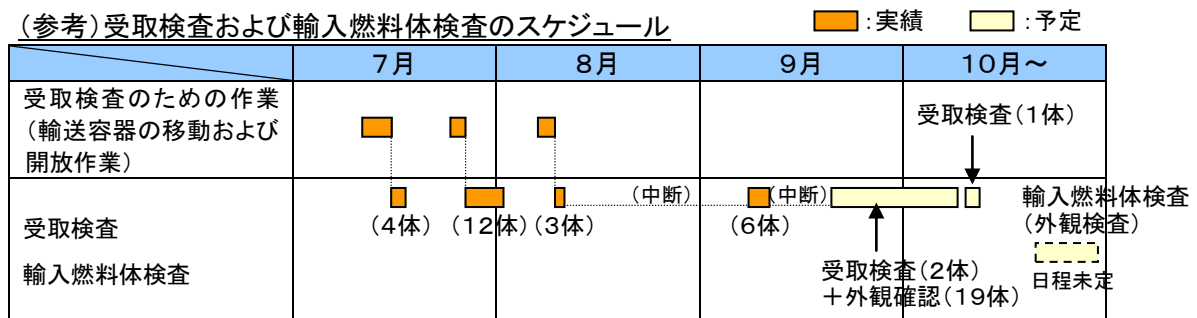 (参考)受取検査および輸入燃料体検査のスケジュール
:実績
:予定
7月
8月
9月
10月~
受取検査のための作業
(輸送容器の移動および
開放作業)
受取検査(1体)
(中断)
(中断)
輸入燃料体検査
(外観検査)
受取検査
(4体)
(12体)
(3体)
(6体)
輸入燃料体検査
受取検査(2体)
+外観確認(19体)
日程未定